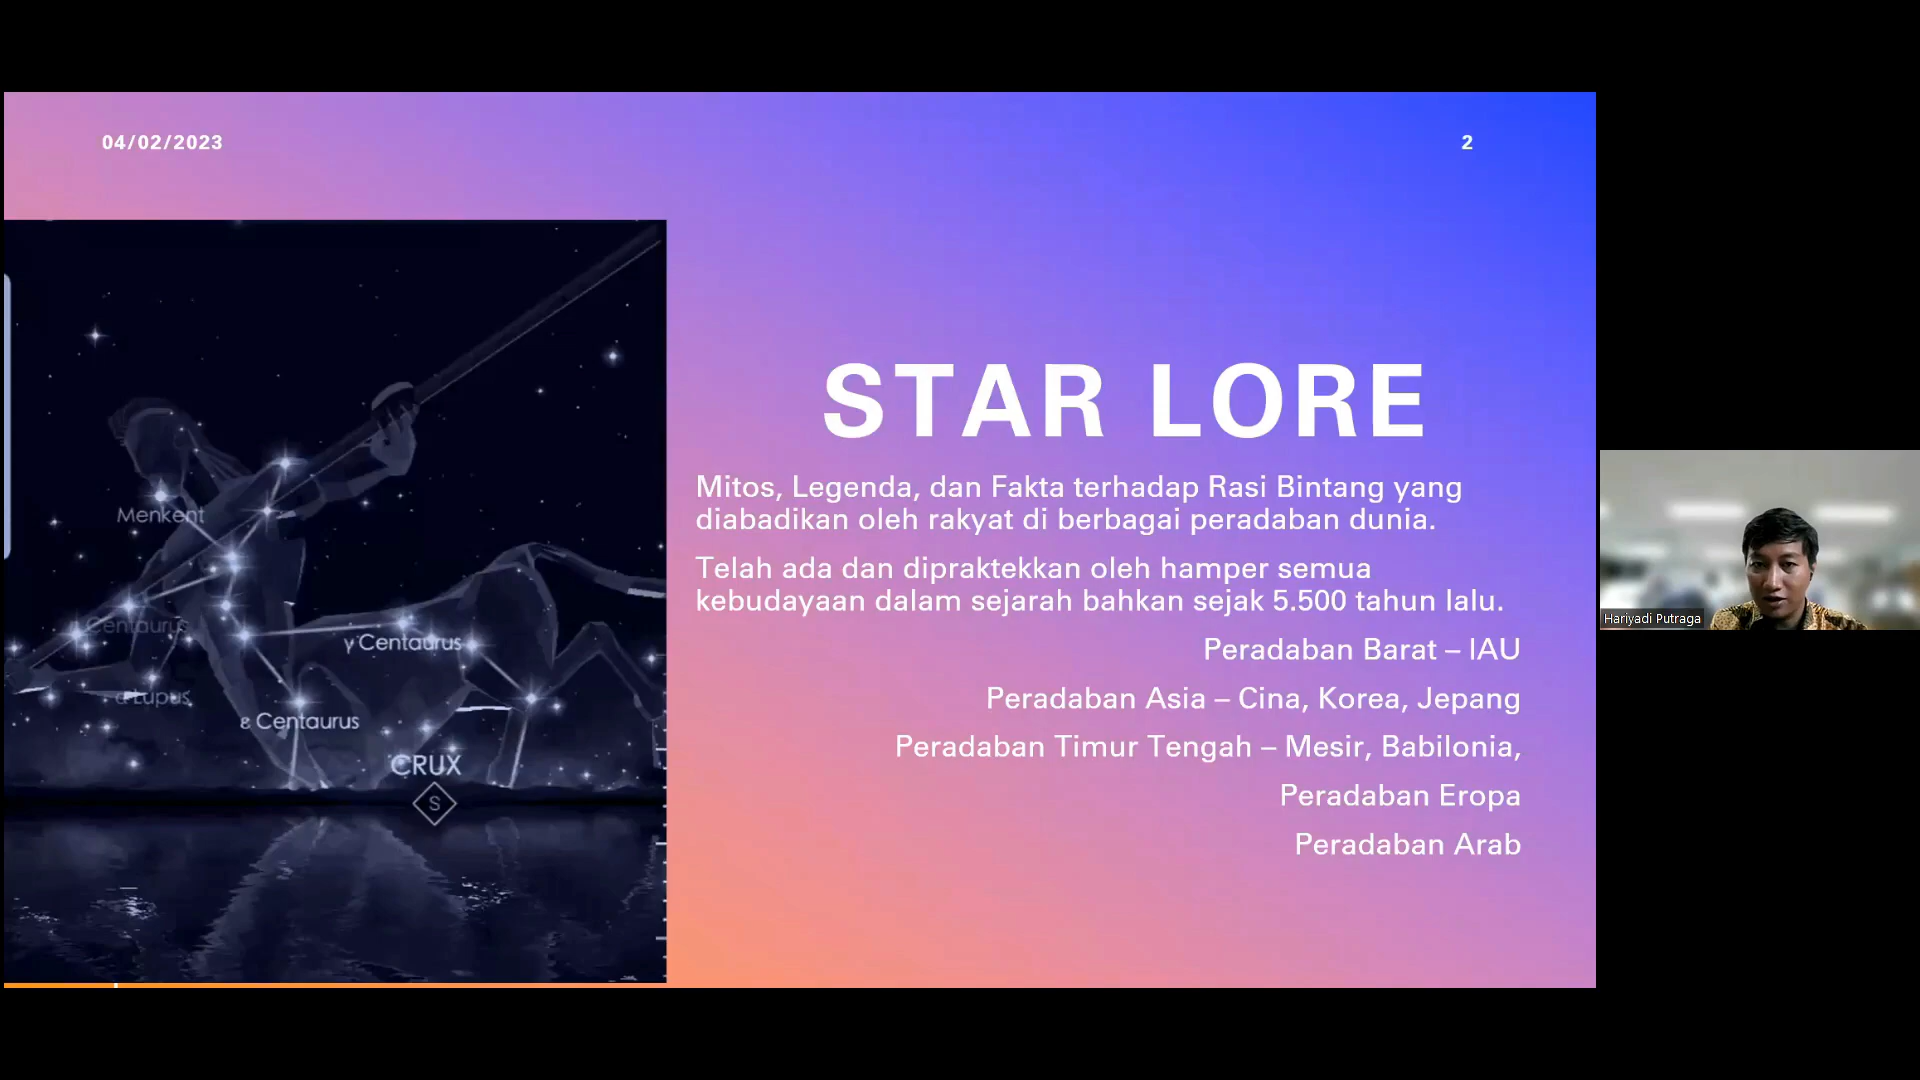 04/02/2023
2
STAR LORE
Mitos, Legenda, dan Fakta terhadap Rasi Bintang yang
diabadikan oleh rakyat di berbagai peradaban dunia.
Telah ada dan dipraktekkan oleh hamper semua
kebudayaan dalam sejarah bahkan sejak 5.500 tahun lalu.
Peradaban Barat – IAU
Peradaban Asia – Cina, Korea, Jepang
Peradaban Timur Tengah – Mesir, Babilonia,
Peradaban Eropa
Peradaban Arab
Menkent
Centaurus
γ Centaurus
α Lupus
ε Centaurus
CRUX
S
Hariyadi Putraga